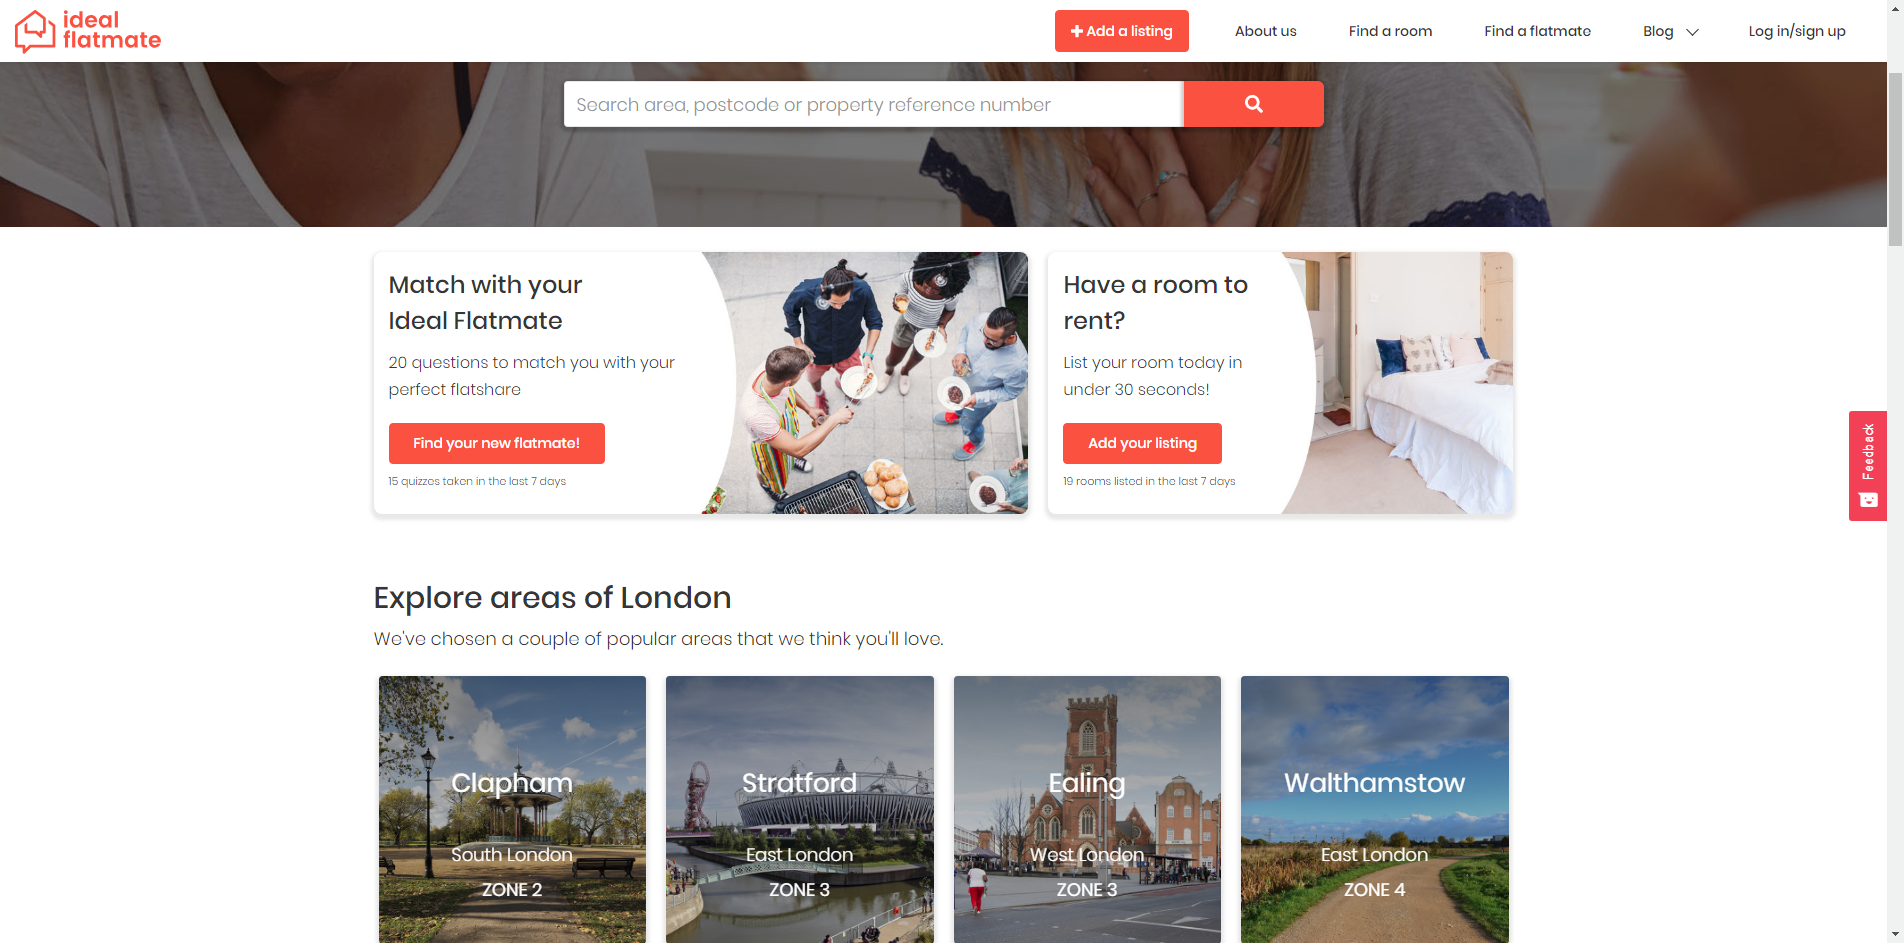 ideal
flatmate
Add a listing
About us
Find a room
Find a flatmate
Blog
Log in/sign up
Search area, postcode or property reference number
Match with your
Ideal Flatmate
20 questions to match you with your
perfect flatshare
Find your new flatmate!
15 quizzes taken in the last 7 days
Have a room to
rent?
List your room today in
under 30 seconds!
Add your listing
19 rooms listed in the last 7 days
Feedback
Explore areas of London
We've chosen a couple of popular areas that we think you'll love.
Clapham
South London
ZONE 2
Stratford
East London
ZONE 3
Ealing
West London
ZONE 3
Walthamstow
East London
ZONE 4